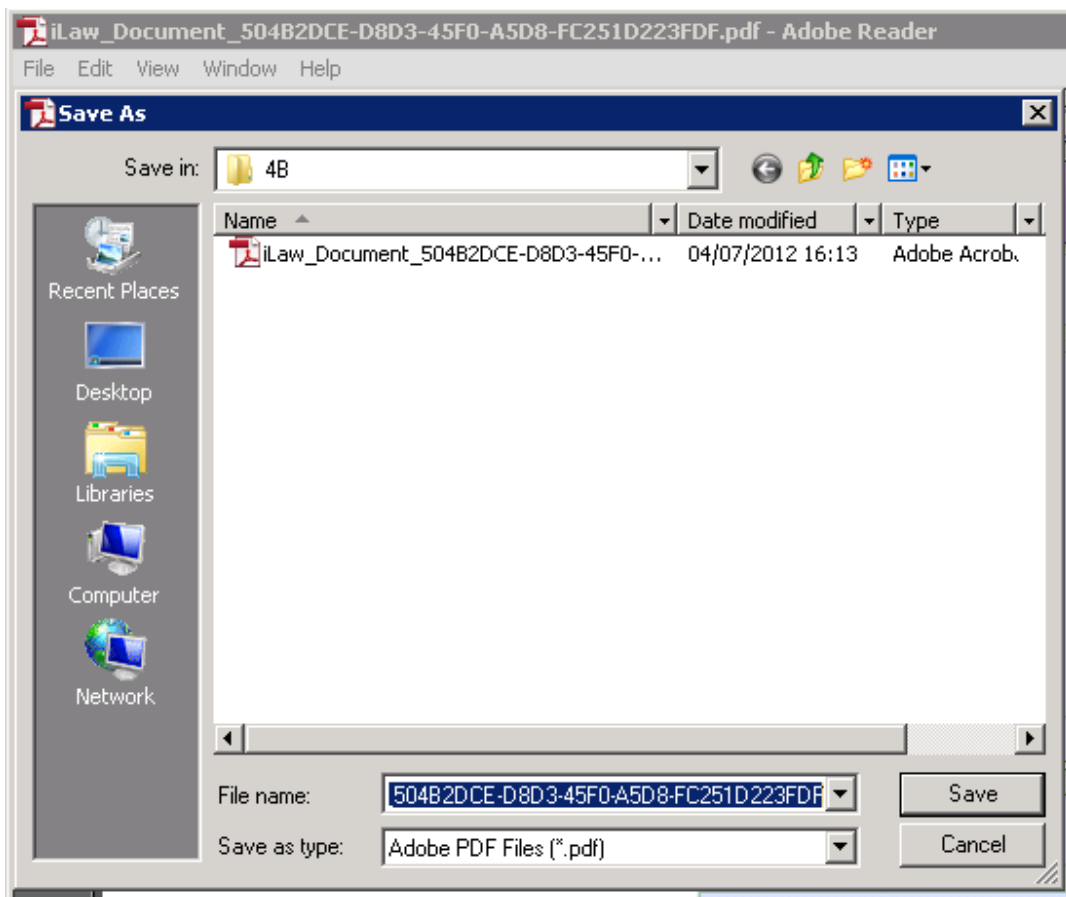 iLaw_Document_504B2DCE-D8D3-45F0-A5D8-FC251D223FDF.pdf - Adobe Reader
File Edit View Window Help
Save As
Save in: 4B
Name Date modified Type
iLaw_Document_504B2DCE-D8D3-45F0-... 04/07/2012 16:13 Adobe Acrob
Recent Places
Desktop
Libraries
Computer
Network
File name: 504B2DCE-D8D3-45F0-A5D8-FC251D223FDF Save
Save as type: Adobe PDF Files (*.pdf) Cancel